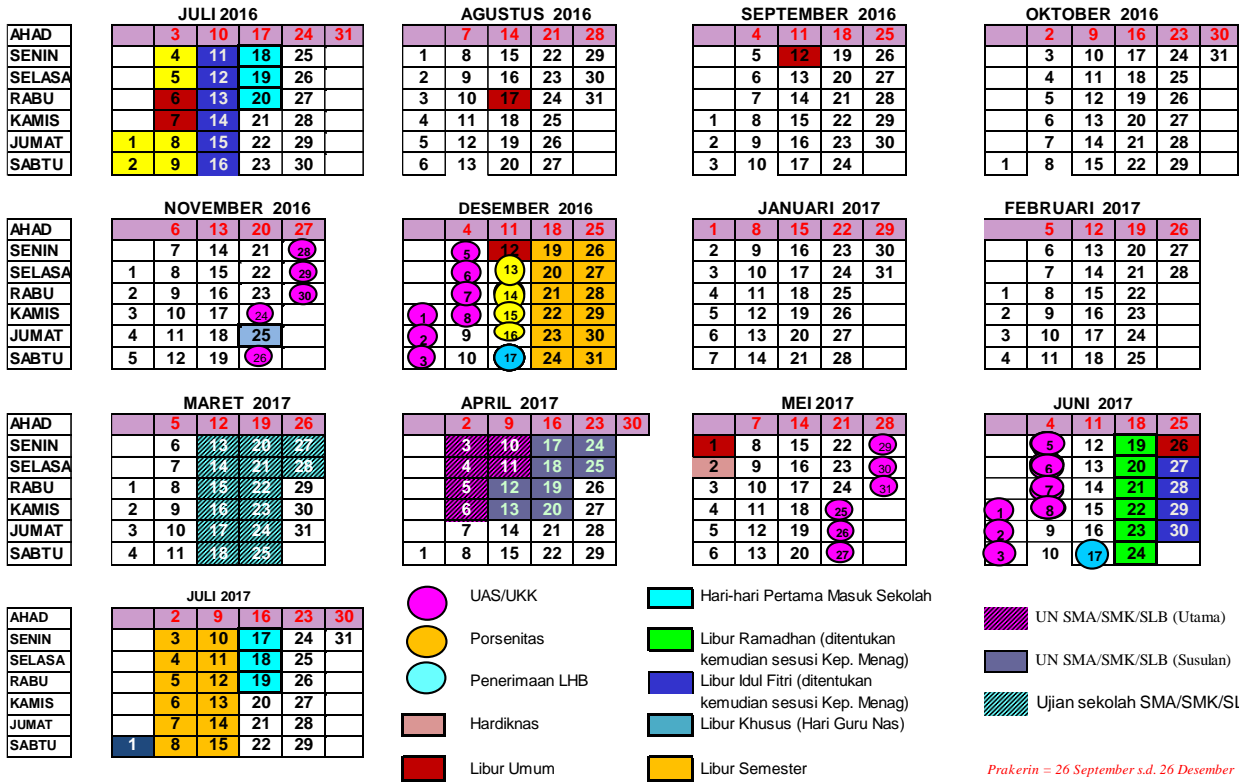 JULI 2016 AGUSTUS 2016 SEPTEMBER 2016 OKTOBER 2016
AHAD 3 10 17 24 31 7 14 21 28 4 11 18 25 2 9 16 23 30
SENIN 4 11 18 25 1 8 15 22 29 5 12 19 26 3 10 17 24 31
SELASA 5 12 19 26 2 9 16 23 30 6 13 20 27 4 11 18 25
RABU 6 13 20 27 3 10 17 24 31 7 14 21 28 5 12 19 26
KAMIS 7 14 21 28 4 11 18 25 1 8 15 22 29 6 13 20 27
JUMAT 1 8 15 22 29 5 12 19 26 2 9 16 23 30 7 14 21 28
SABTU 2 9 16 23 30 6 13 20 27 3 10 17 24 1 8 15 22 29
NOVEMBER 2016 DESEMBER 2016 JANUARI 2017 FEBRUARI 2017
AHAD 6 13 20 27 4 11 18 25 1 8 15 22 29 5 12 19 26
SENIN 7 14 21 28 5 12 19 26 2 9 16 23 30 6 13 20 27
SELASA 1 8 15 22 29 6 13 20 27 3 10 17 24 31 7 14 21 28
RABU 2 9 16 23 30 7 14 21 28 4 11 18 25 1 8 15 22
KAMIS 3 10 17 24 1 8 15 22 29 5 12 19 26 2 9 16 23
JUMAT 4 11 18 25 2 9 16 23 30 6 13 20 27 3 10 17 24
SABTU 5 12 19 26 3 10 17 24 31 7 14 21 28 4 11 18 25
MARET 2017 APRIL 2017 MEI 2017 JUNI 2017
AHAD 5 12 19 26 2 9 16 23 30 7 14 21 28 4 11 18 25
SENIN 6 13 20 27 3 10 17 24 1 8 15 22 29 5 12 19 26
SELASA 7 14 21 28 4 11 18 25 2 9 16 23 30 6 13 20 27
RABU 1 8 15 22 29 5 12 19 26 3 10 17 24 31 7 14 21 28
KAMIS 2 9 16 23 30 6 13 20 27 4 11 18 25 1 8 15 22 29
JUMAT 3 10 17 24 31 7 14 21 28 5 12 19 26 2 9 16 23 30
SABTU 4 11 18 25 1 8 15 22 29 6 13 20 27 3 10 17 24
JULI 2017
AHAD 2 9 16 23 30
SENIN 3 10 17 24 31
SELASA 4 11 18 25
RABU 5 12 19 26
KAMIS 6 13 20 27
JUMAT 7 14 21 28
SABTU 1 8 15 22 29
UAS/UKK
Porsenitas
Penerimaan LHB
Hardiknas
Libur Umum
Hari-hari Pertama Masuk Sekolah
Libur Ramadhan (ditentukan
kemudian sesusi Kep. Menag)
Libur Idul Fitri (ditentukan
kemudian sesusi Kep. Menag)
Libur Khusus (Hari Guru Nas)
Libur Semester
UN SMA/SMK/SLB (Utama)
UN SMA/SMK/SLB (Susulan)
Ujian sekolah SMA/SMK/SL
Prakerin = 26 September s.d. 26 Desember